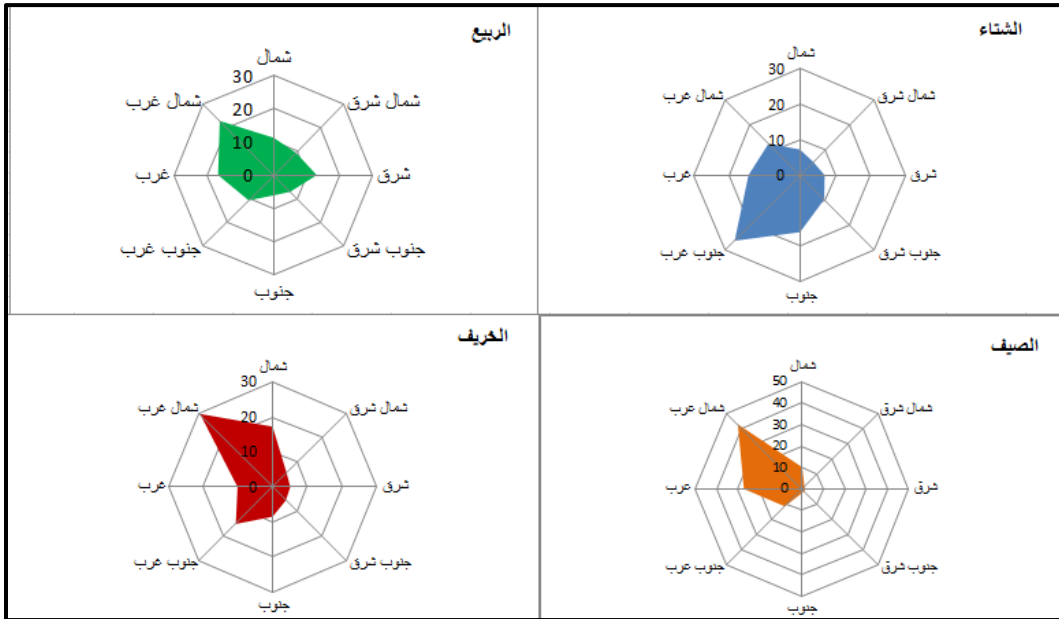 الشتاء
شمال
30
شمال شرق
شمال غرب
20
10
شرق
0
غرب
جنوب شرق
جنوب غرب
جنوب
الربيع
شمال
30
شمال شرق
شمال غرب
20
10
شرق
0
غرب
جنوب شرق
جنوب غرب
جنوب
الصيف
شمال
50
شمال شرق
شمال غرب
40
30
20
10
شرق
0
غرب
جنوب شرق
جنوب غرب
جنوب
الخريف
شمال
30
شمال شرق
شمال غرب
20
10
شرق
0
غرب
جنوب شرق
جنوب غرب
جنوب